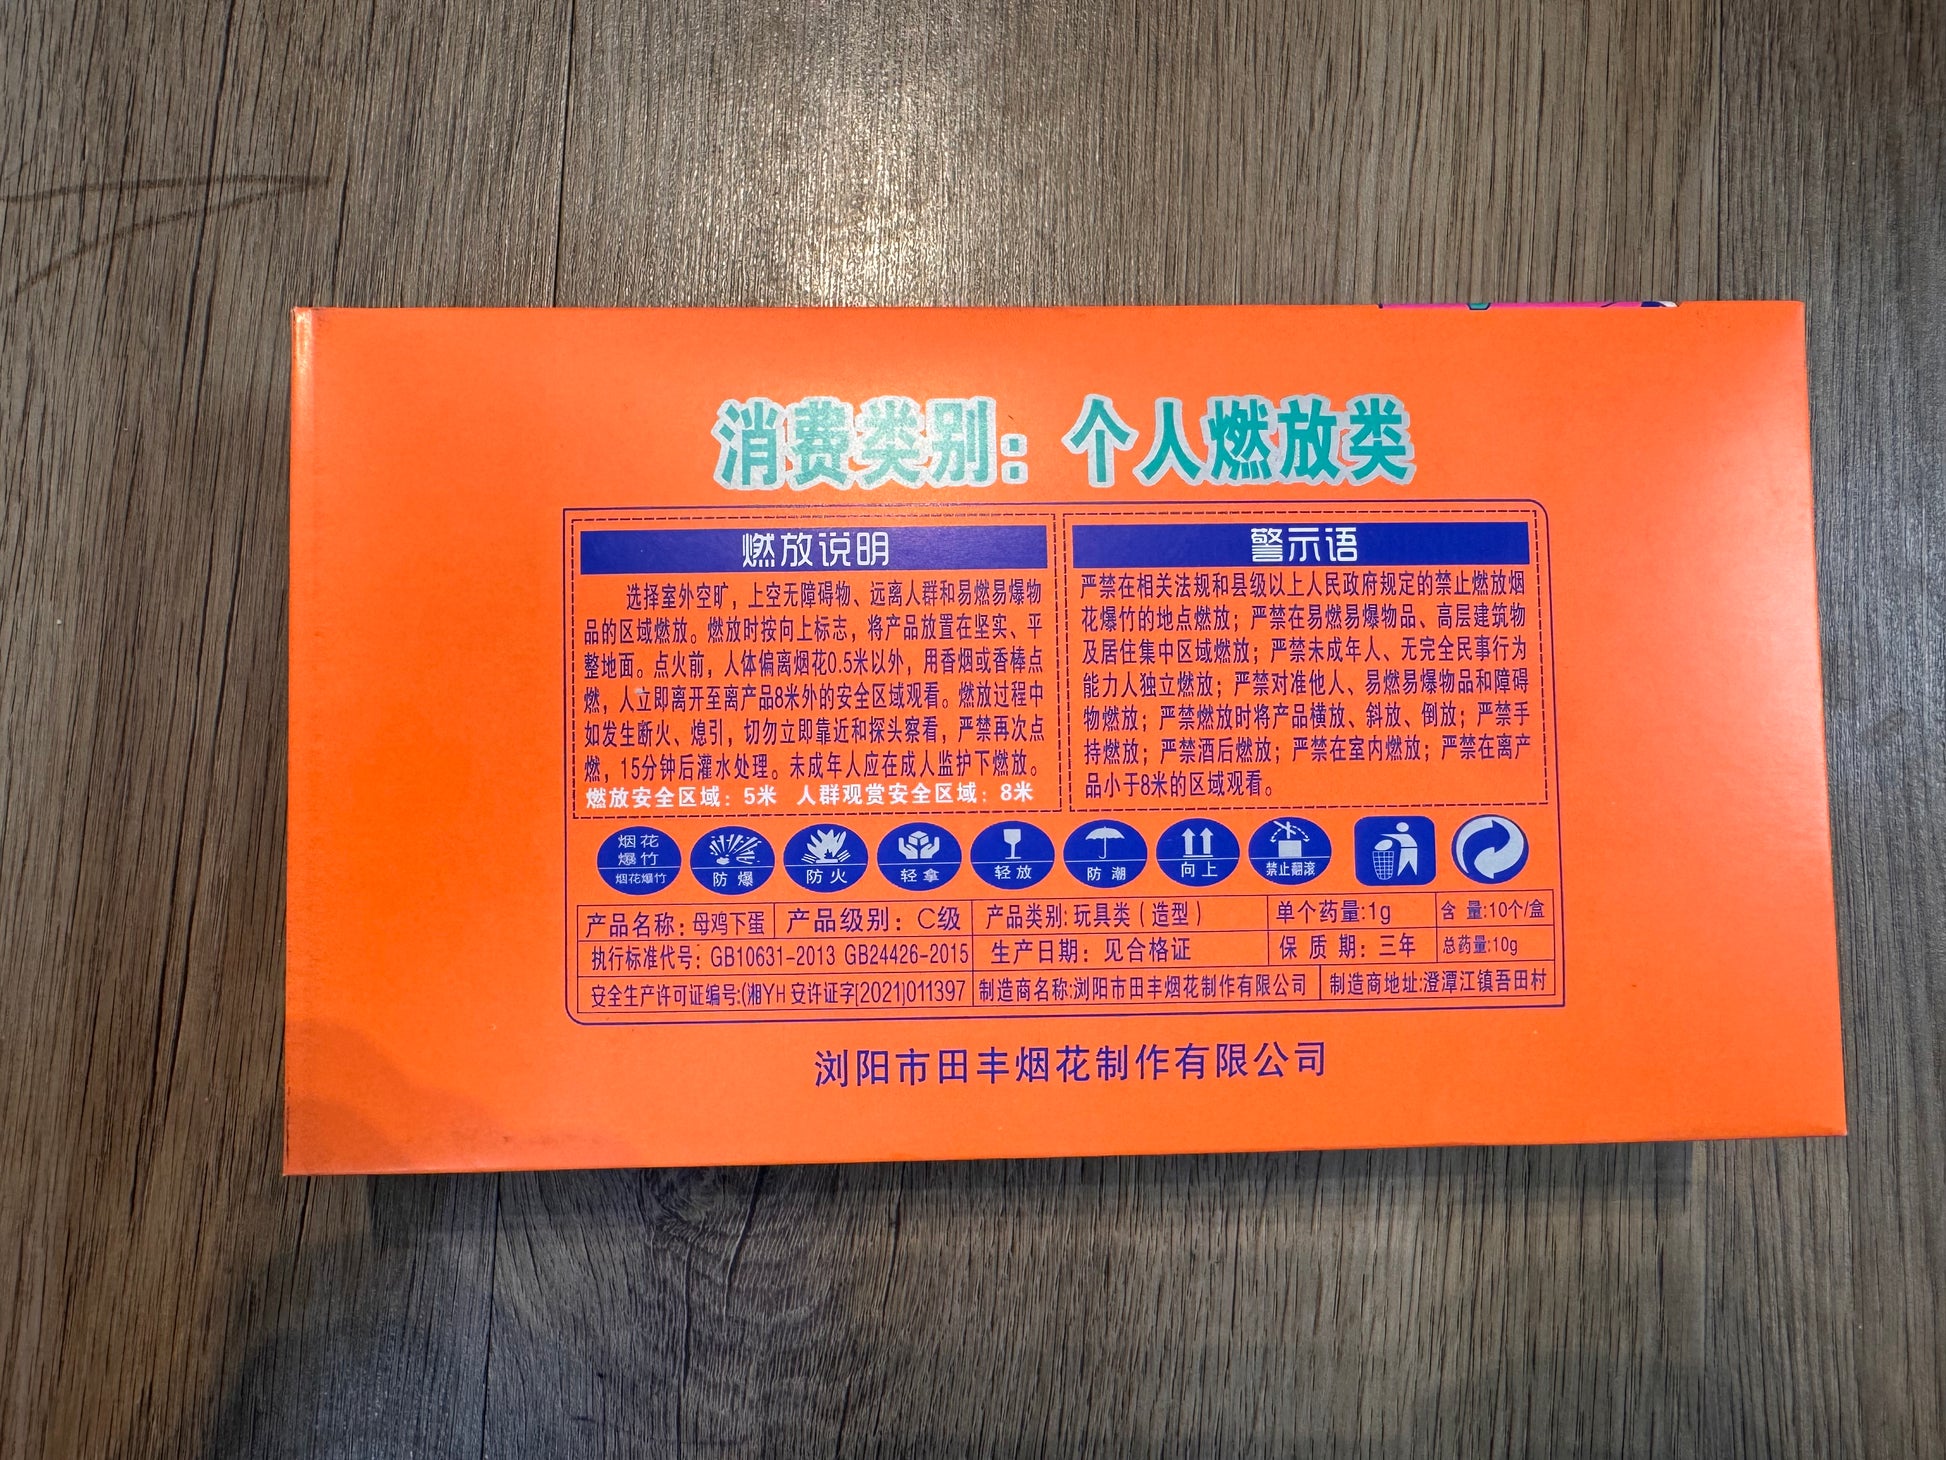 消费类别：个人燃放类
燃放说明
选择室外空旷，上空无障碍物、远离人群和易燃易爆物
品的区域燃放。燃放时按向上标志，将产品放置在坚实、平
整地面。点火前，人体偏离烟花0.5米以外，用香烟或香棒点
燃，人立即离开至离产品8米外的安全区域观看。燃放过程中
如发生断火、熄引，切勿立即靠近和探头察看，严禁再次点
燃，15分钟后灌水处理。未成年人应在成人监护下燃放。
燃放安全区域：5米 人群观赏安全区域：8米
警示语
严禁在相关法规和县级以上人民政府规定的禁止燃放烟
花爆竹的地点燃放；严禁在易燃易爆物品、高层建筑物
及居住集中区域燃放；严禁未成年人、无完全民事行为
能力人独立燃放；严禁对准他人、易燃易爆物品和障碍
物燃放；严禁燃放时将产品横放、斜放、倒放；严禁手
持燃放；严禁酒后燃放；严禁在室内燃放；严禁在离产
品小于8米的区域观看。
烟花
爆竹
烟花爆竹
防爆
防火
轻拿
轻放
防潮
向上
禁止翻滚
产品名称：母鸡下蛋
产品级别：C级
产品类别:玩具类（造型）
单个药量:1g
含 量:10个/盒
执行标准代号：GB10631-2013 GB24426-2015
生产日期：见合格证
保 质 期：三年
总药量:10g
安全生产许可证编号:(湘YH安许证字[2021]011397
制造商名称:浏阳市田丰烟花制作有限公司
制造商地址:澄潭江镇吾田村
浏阳市田丰烟花制作有限公司